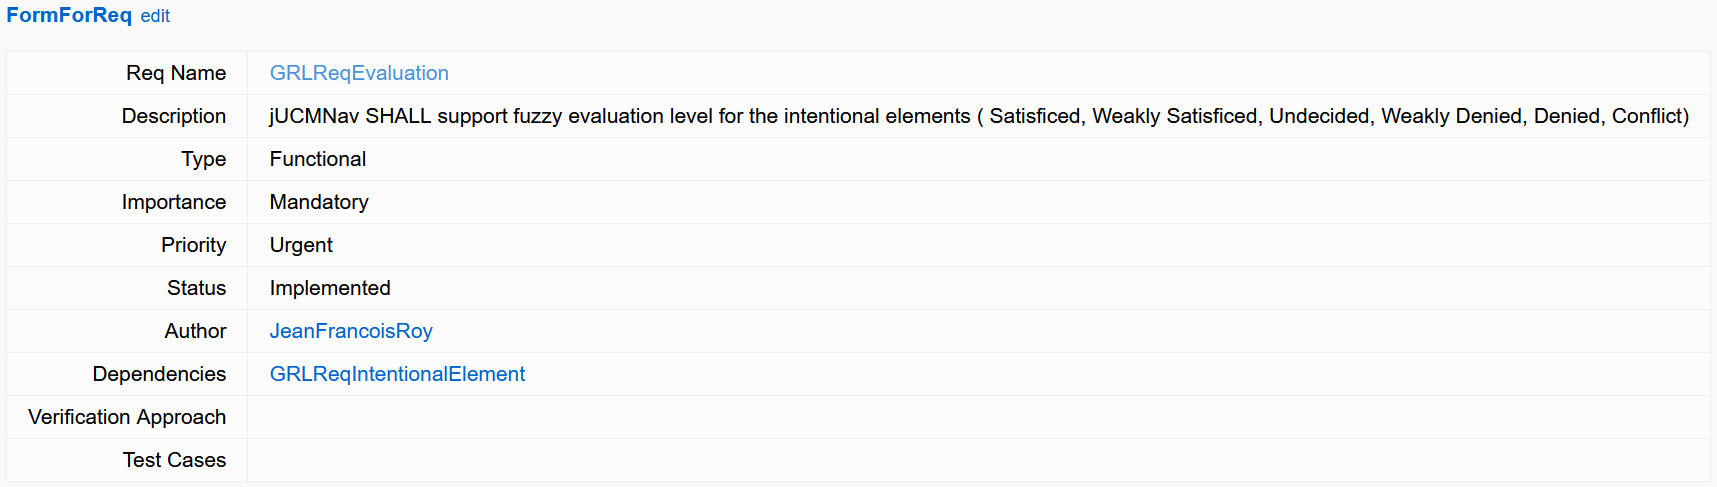 FormForReq edit
Req Name GRLReqEvaluation
Description jUCMNav SHALL support fuzzy evaluation level for the intentional elements ( Satisficed, Weakly Satisficed, Undecided, Weakly Denied, Denied, Conflict)
Type Functional
Importance Mandatory
Priority Urgent
Status Implemented
Author JeanFrancoisRoy
Dependencies GRLReqIntentionalElement
Verification Approach
Test Cases